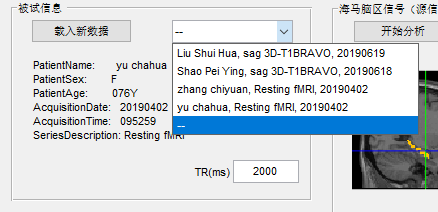 被试信息
海马脑区信号（源信
载入新数据
--
开始分析
Liu Shui Hua, sag 3D-T1BRAVO, 20190619
Shao Pei Ying, sag 3D-T1BRAVO, 20190618
zhang chiyuan, Resting fMRI, 20190402
yu chahua, Resting fMRI, 20190402
--
PatientName: yu chahua
PatientSex: F
PatientAge: 076Y
AcquisitionDate: 20190402
AcquisitionTime: 095259
SeriesDescription: Resting fMRI
TR(ms) 2000